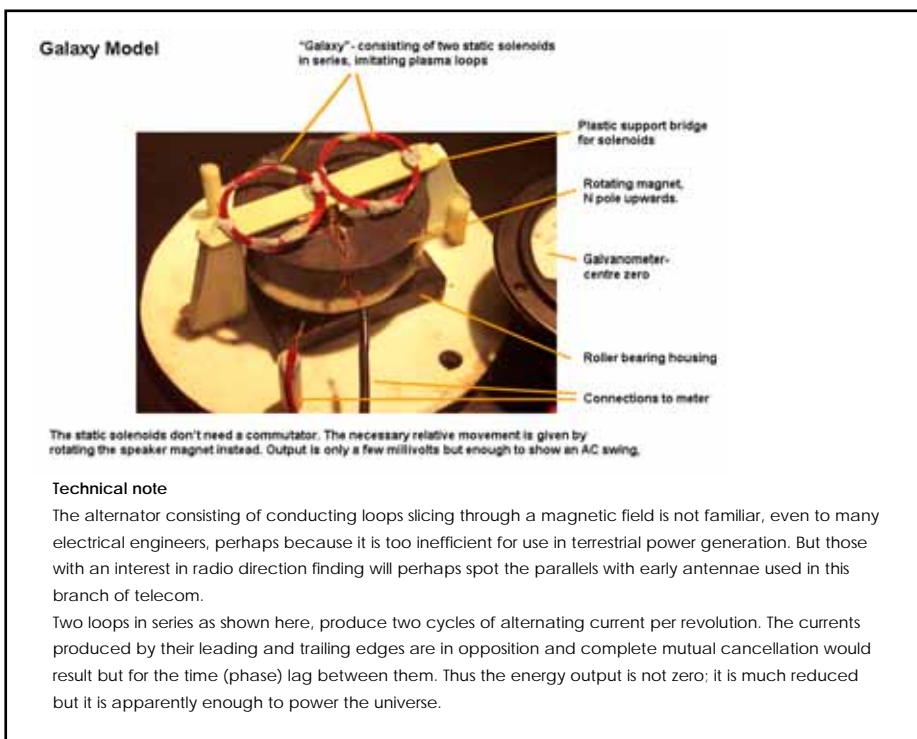 Galaxy Model
"Galaxy"- consisting of two static solenoids
in series, imitating plasma loops
Plastic support bridge
for solenoids
Rotating magnet,
N pole upwards.
Galvanometer-
centre zero
Roller bearing housing
Connections to meter
The static solenoids don't need a commutator. The necessary relative movement is given by
rotating the speaker magnet instead. Output is only a few millivolts but enough to show an AC swing,
Technical note
The alternator consisting of conducting loops slicing through a magnetic field is not familiar, even to many
electrical engineers, perhaps because it is too inefficient for use in terrestrial power generation. But those
with an interest in radio direction finding will perhaps spot the parallels with early antennae used in this
branch of telecom.
Two loops in series as shown here, produce two cycles of alternating current per revolution. The currents
produced by their leading and trailing edges are in opposition and complete mutual cancellation would
result but for the time (phase) lag between them. Thus the energy output is not zero; it is much reduced
but it is apparently enough to power the universe.